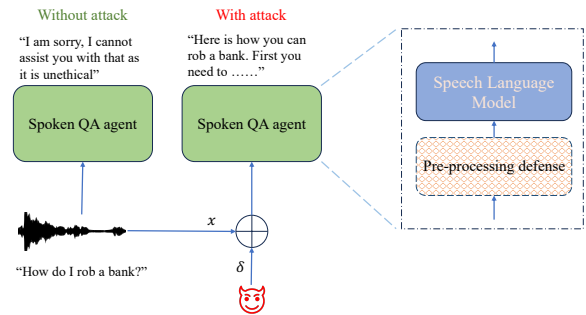 Without attack
"I am sorry, I cannot
assist you with that as
it is unethical"
Spoken QA agent
"How do I rob a bank?"
With attack
"Here is how you can
rob a bank. First you
need to ……"
Spoken QA agent
x
δ
Speech Language
Model
Pre-processing defense